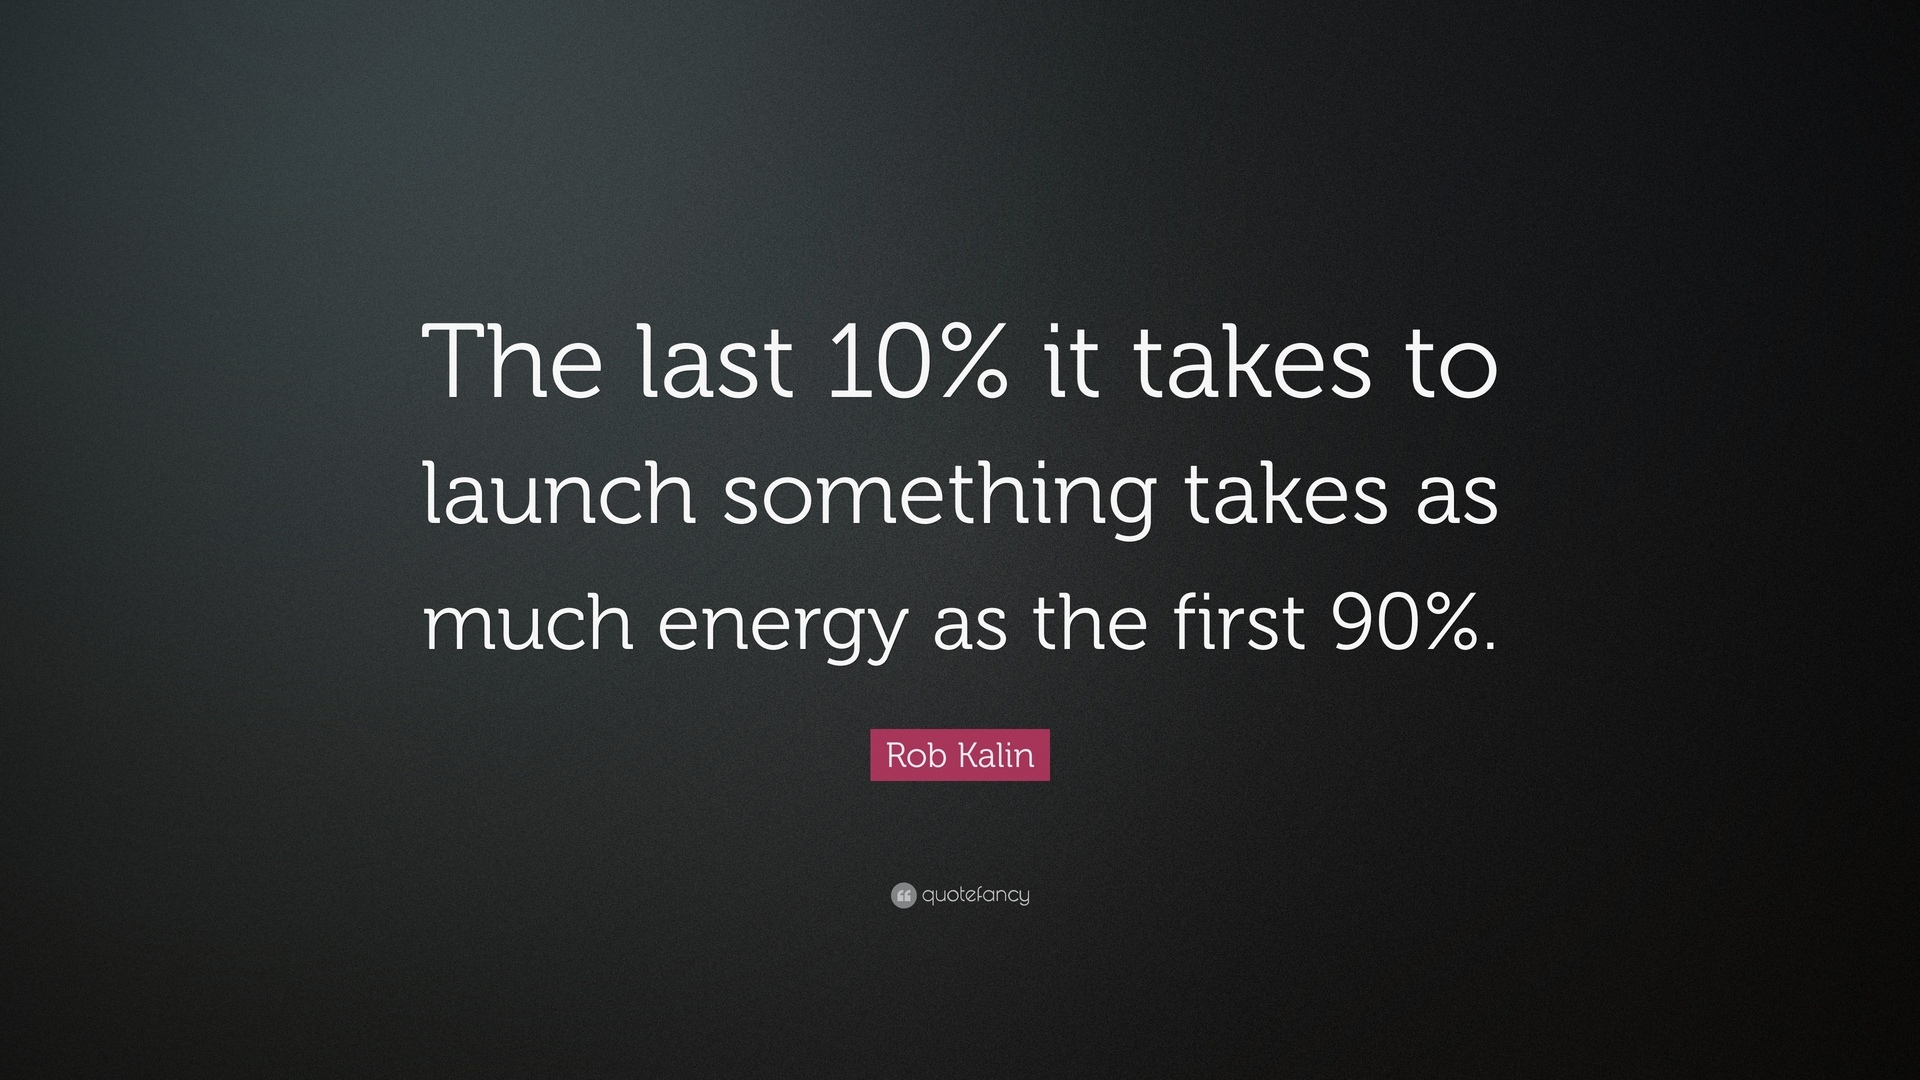 The last 10% it takes to
launch something takes as
much energy as the first 90%.
Rob Kalin
quotefancy